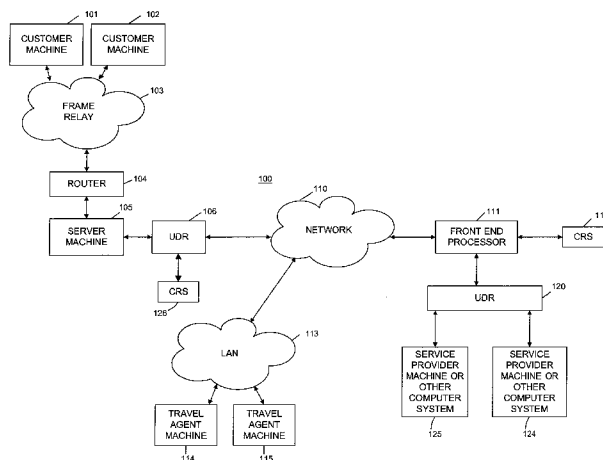 101
102
CUSTOMER
MACHINE
CUSTOMER
MACHINE
103
FRAME
RELAY
ROUTER
104
105
SERVER
MACHINE
106
UDR
CRS
126
100
110
NETWORK
111
FRONT END
PROCESSOR
11
CRS
UDR
120
113
LAN
TRAVEL
AGENT
MACHINE
114
TRAVEL
AGENT
MACHINE
115
SERVICE
PROVIDER
MACHINE OR
OTHER
COMPUTER
SYSTEM
125
SERVICE
PROVIDER
MACHINE OR
OTHER
COMPUTER
SYSTEM
124